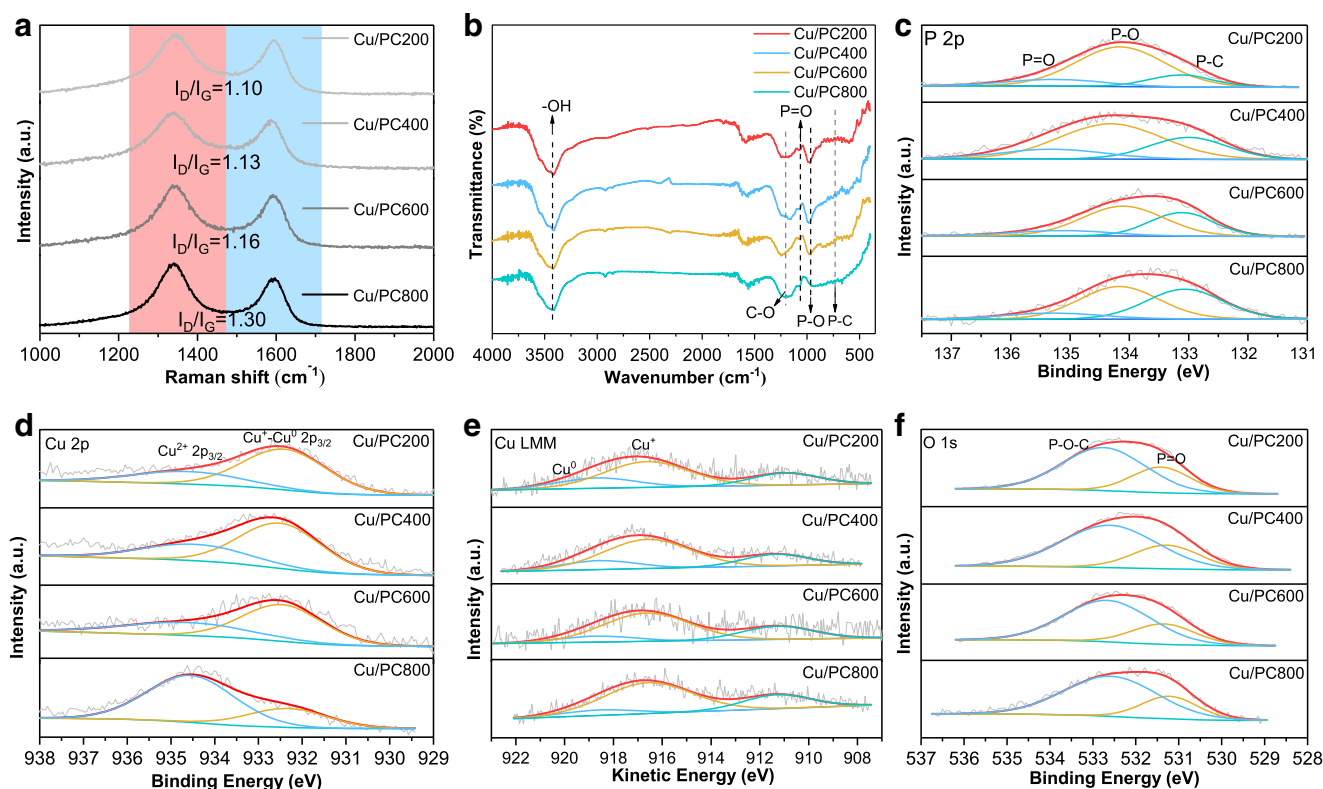 a
Cu/PC200
I_D/I_G=1.10
Cu/PC400
I_D/I_G=1.13
Cu/PC600
I_D/I_G=1.16
Cu/PC800
I_D/I_G=1.30
Intensity (a.u.)
1000 1200 1400 1600 1800 2000
Raman shift (cm⁻¹)
b
Cu/PC200
Cu/PC400
Cu/PC600
Cu/PC800
-OH
P=O
C-O
P-O
P-C
Transmittance (%)
4000 3500 3000 2500 2000 1500 1000 500
Wavenumber (cm⁻¹)
c
P 2p
P=O
P-O
P-C
Cu/PC200
Cu/PC400
Cu/PC600
Cu/PC800
Intensity (a.u.)
137 136 135 134 133 132 131
Binding Energy (eV)
d
Cu 2p
Cu²⁺ 2p₃/₂
Cu⁺-Cu⁰ 2p₃/₂
Cu/PC200
Cu/PC400
Cu/PC600
Cu/PC800
Intensity (a.u.)
938 937 936 935 934 933 932 931 930 929
Binding Energy (eV)
e
Cu LMM
Cu⁰
Cu⁺
Cu/PC200
Cu/PC400
Cu/PC600
Cu/PC800
Intensity (a.u.)
922 920 918 916 914 912 910 908
Kinetic Energy (eV)
f
O 1s
P-O-C
P=O
Cu/PC200
Cu/PC400
Cu/PC600
Cu/PC800
Intensity (a.u.)
537 536 535 534 533 532 531 530 529 528
Binding Energy (eV)